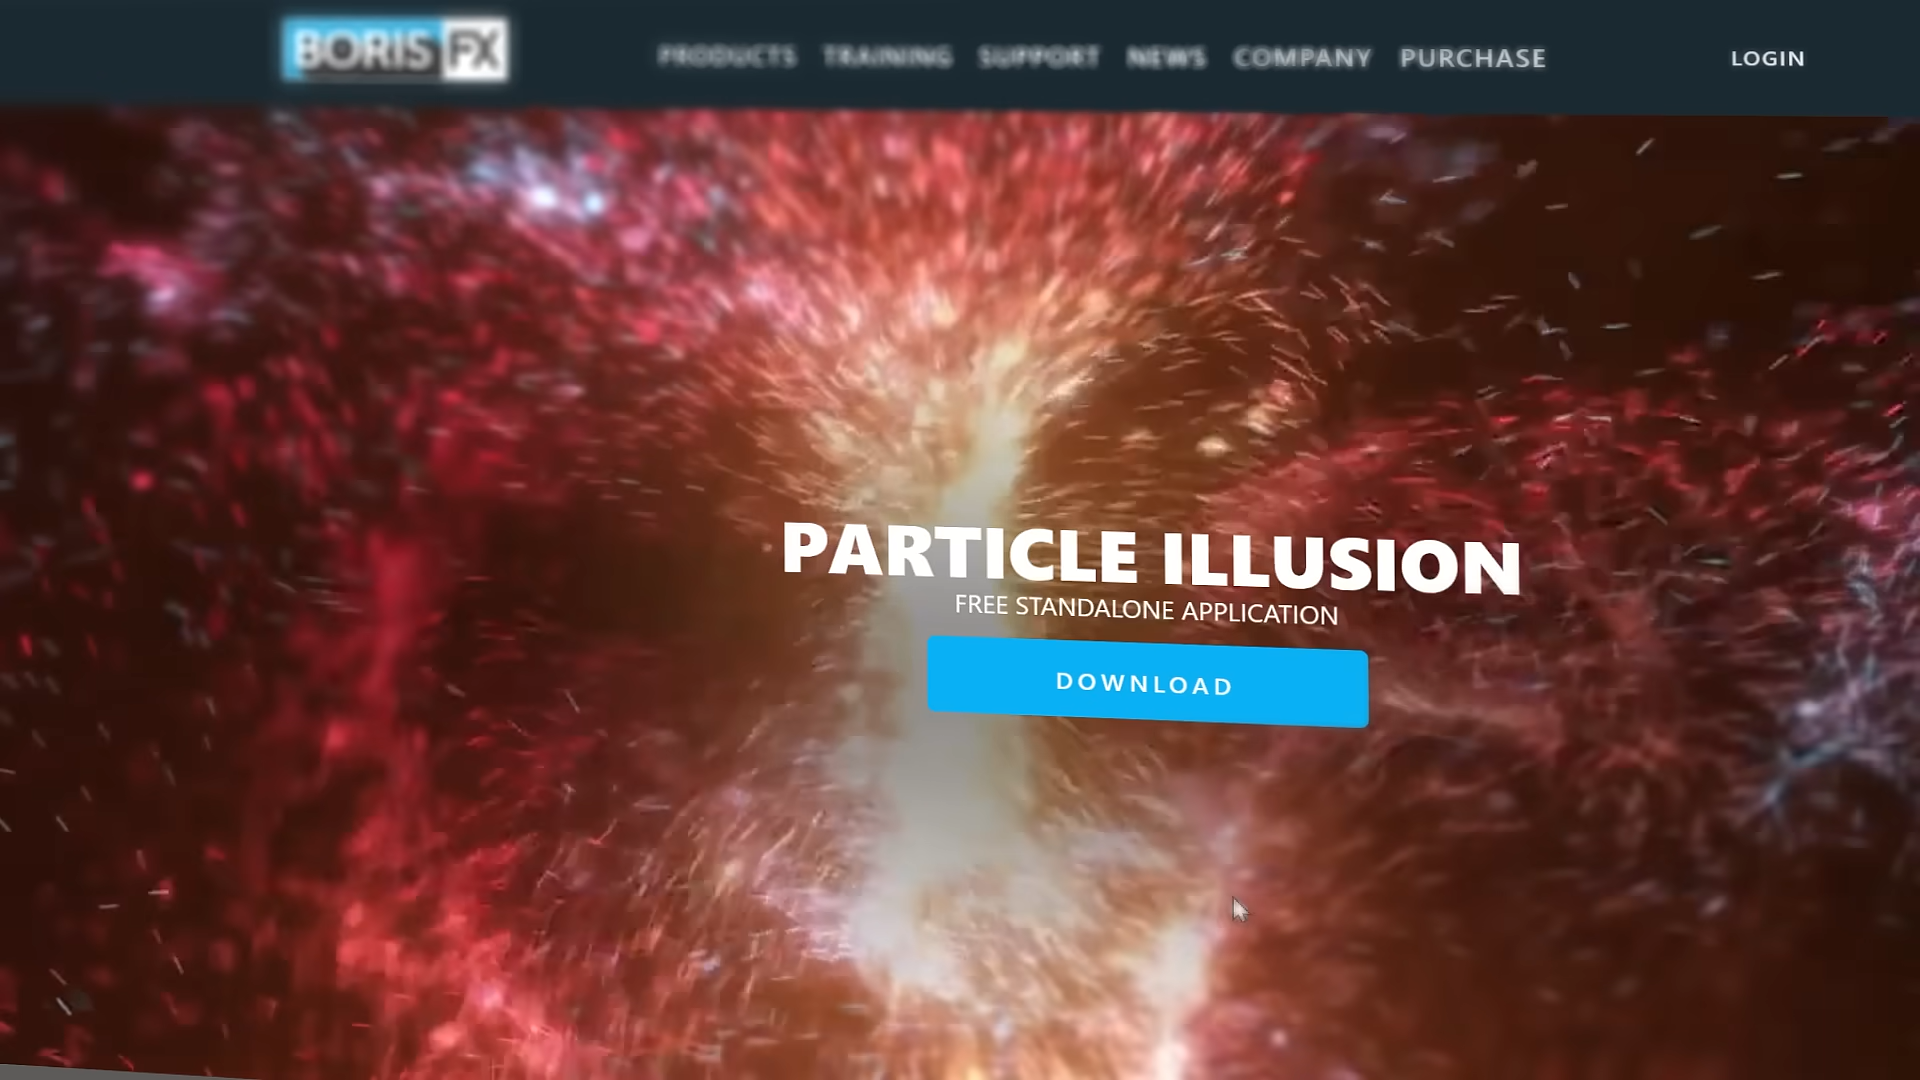 BORIS FX
PRODUCTS TRAINING SUPPORT NEWS COMPANY PURCHASE LOGIN
PARTICLE ILLUSION
FREE STANDALONE APPLICATION
DOWNLOAD